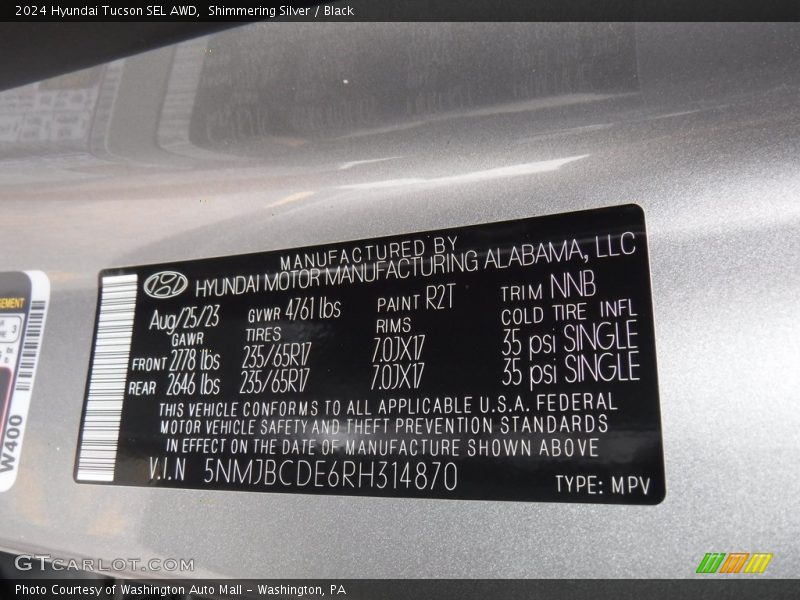 2024 Hyundai Tucson SEL AWD,  Shimmering Silver / Black
MANUFACTURED BY
HYUNDAI MOTOR MANUFACTURING ALABAMA, LLC
Aug/25/23 GVWR 4761 lbs PAINT R2T TRIM NNB
GAWR TIRES RIMS COLD TIRE INFL
FRONT 2778 lbs 235/65R17 7.0JX17 35 psi SINGLE
REAR 2646 lbs 235/65R17 7.0JX17 35 psi SINGLE
THIS VEHICLE CONFORMS TO ALL APPLICABLE U.S.A. FEDERAL
MOTOR VEHICLE SAFETY AND THEFT PREVENTION STANDARDS
IN EFFECT ON THE DATE OF MANUFACTURE SHOWN ABOVE
V.I.N 5NMJBCDE6RH314870
TYPE: MPV
W400
GTCARLOT.COM
Photo Courtesy of Washington Auto Mall - Washington, PA